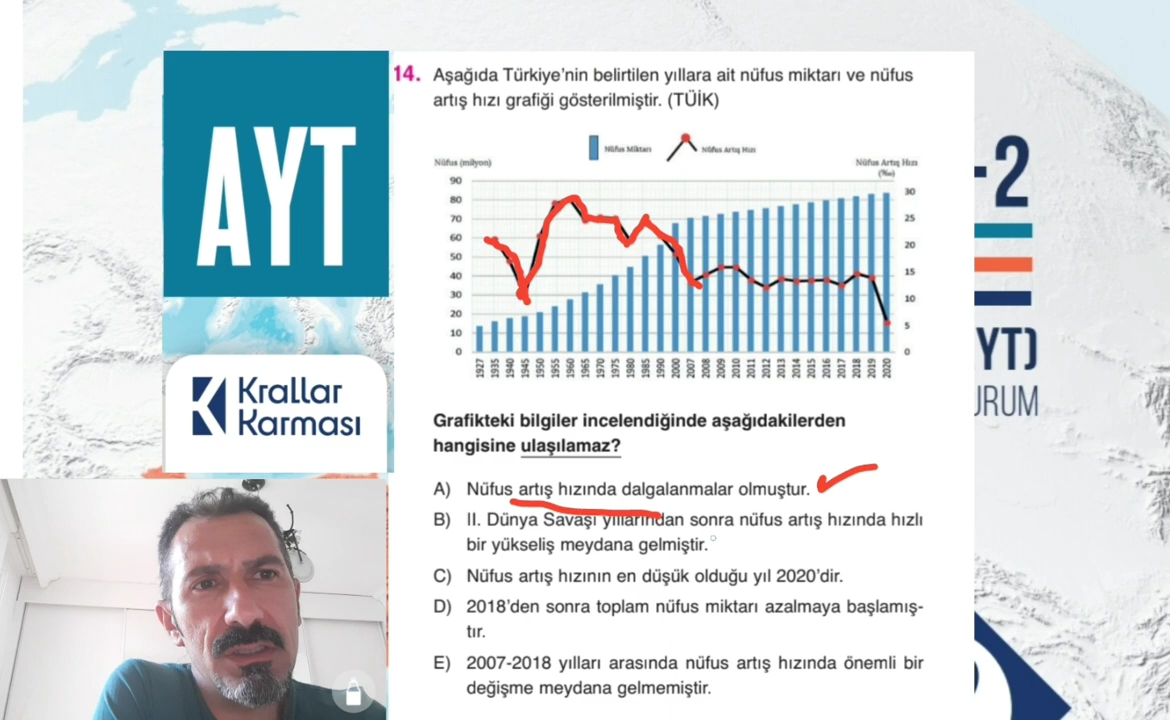 AYT
Krallar
Karması
14. Aşağıda Türkiye'nin belirtilen yıllara ait nüfus miktarı ve nüfus
artış hızı grafiği gösterilmiştir. (TÜİK)
Nüfus Miktarı
Nüfus Artış Hızı
Nüfus (milyon)
Nüfus Artış Hızı
(‰)
90
80
70
60
50
40
30
20
10
0
30
25
20
15
10
5
0
1927 1935 1940 1945 1950 1955 1960 1965 1970 1975 1980 1985 1990 2000 2007 2008 2009 2010 2011 2012 2013 2014 2015 2016 2017 2018 2019 2020
Grafikteki bilgiler incelendiğinde aşağıdakilerden
hangisine ulaşılamaz?
A) Nüfus artış hızında dalgalanmalar olmuştur.
B) II. Dünya Savaşı yıllarından sonra nüfus artış hızında hızlı
bir yükseliş meydana gelmiştir.
C) Nüfus artış hızının en düşük olduğu yıl 2020'dir.
D) 2018'den sonra toplam nüfus miktarı azalmaya başlamış-
tır.
E) 2007-2018 yılları arasında nüfus artış hızında önemli bir
değişme meydana gelmemiştir.
-2
YT)
URUM